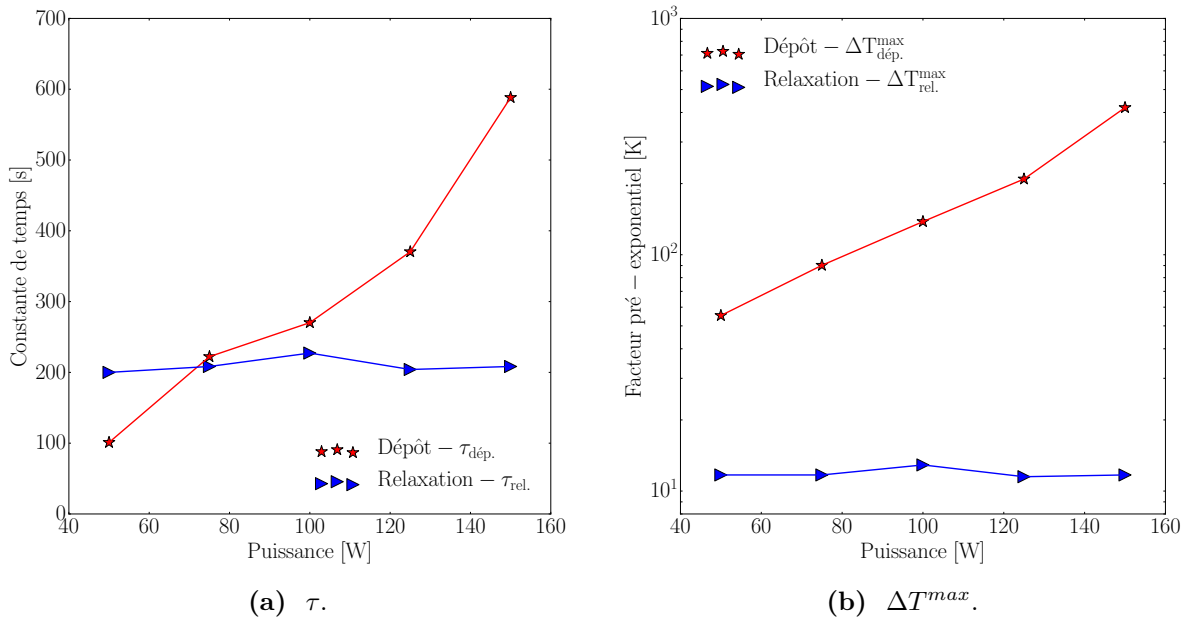 700
600
500
400
300
200
100
0
Constante de temps [s]
Dépôt – τdép.
Relaxation – τrel.
40 60 80 100 120 140 160
Puissance [W]
(a) τ.
10³
10²
10¹
Facteur pré – exponentiel [K]
Dépôt – ΔTmaxdép.
Relaxation – ΔTmaxrel.
40 60 80 100 120 140 160
Puissance [W]
(b) ΔTmax.